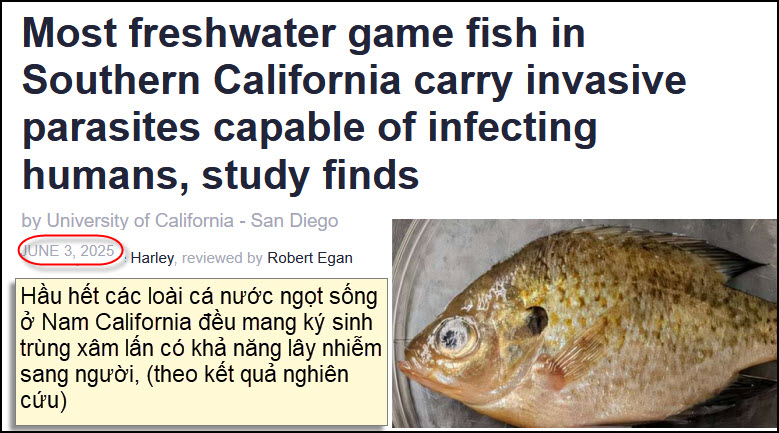 Most freshwater game fish in
Southern California carry invasive
parasites capable of infecting
humans, study finds
by University of California - San Diego
JUNE 3, 2025
Harley, reviewed by Robert Egan
Hầu hết các loài cá nước ngọt sống
ở Nam California đều mang ký sinh
trùng xâm lấn có khả năng lây nhiễm
sang người, (theo kết quả nghiên
cứu)